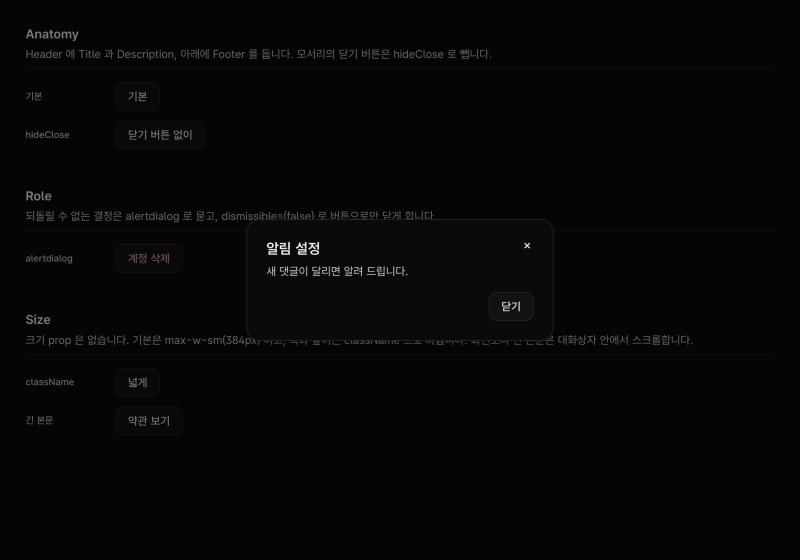 Anatomy
Header 에 Title 과 Description, 아래에 Footer 를 둡니다. 모서리의 닫기 버튼은 hideClose 로 뺍니다.
기본
기본
hideClose
닫기 버튼 없이
Role
되돌릴 수 없는 결정은 alertdialog 로 묻고, dismissible={false} 로 버튼으로만 닫게 합니다.
alertdialog
계정 삭제
알림 설정
×
새 댓글이 달리면 알려 드립니다.
닫기
Size
크기 prop 은 없습니다. 기본은 max-w-sm(384px) 대화상자 안에서 스크롤합니다.
className
넓게
긴 본문
약관 보기